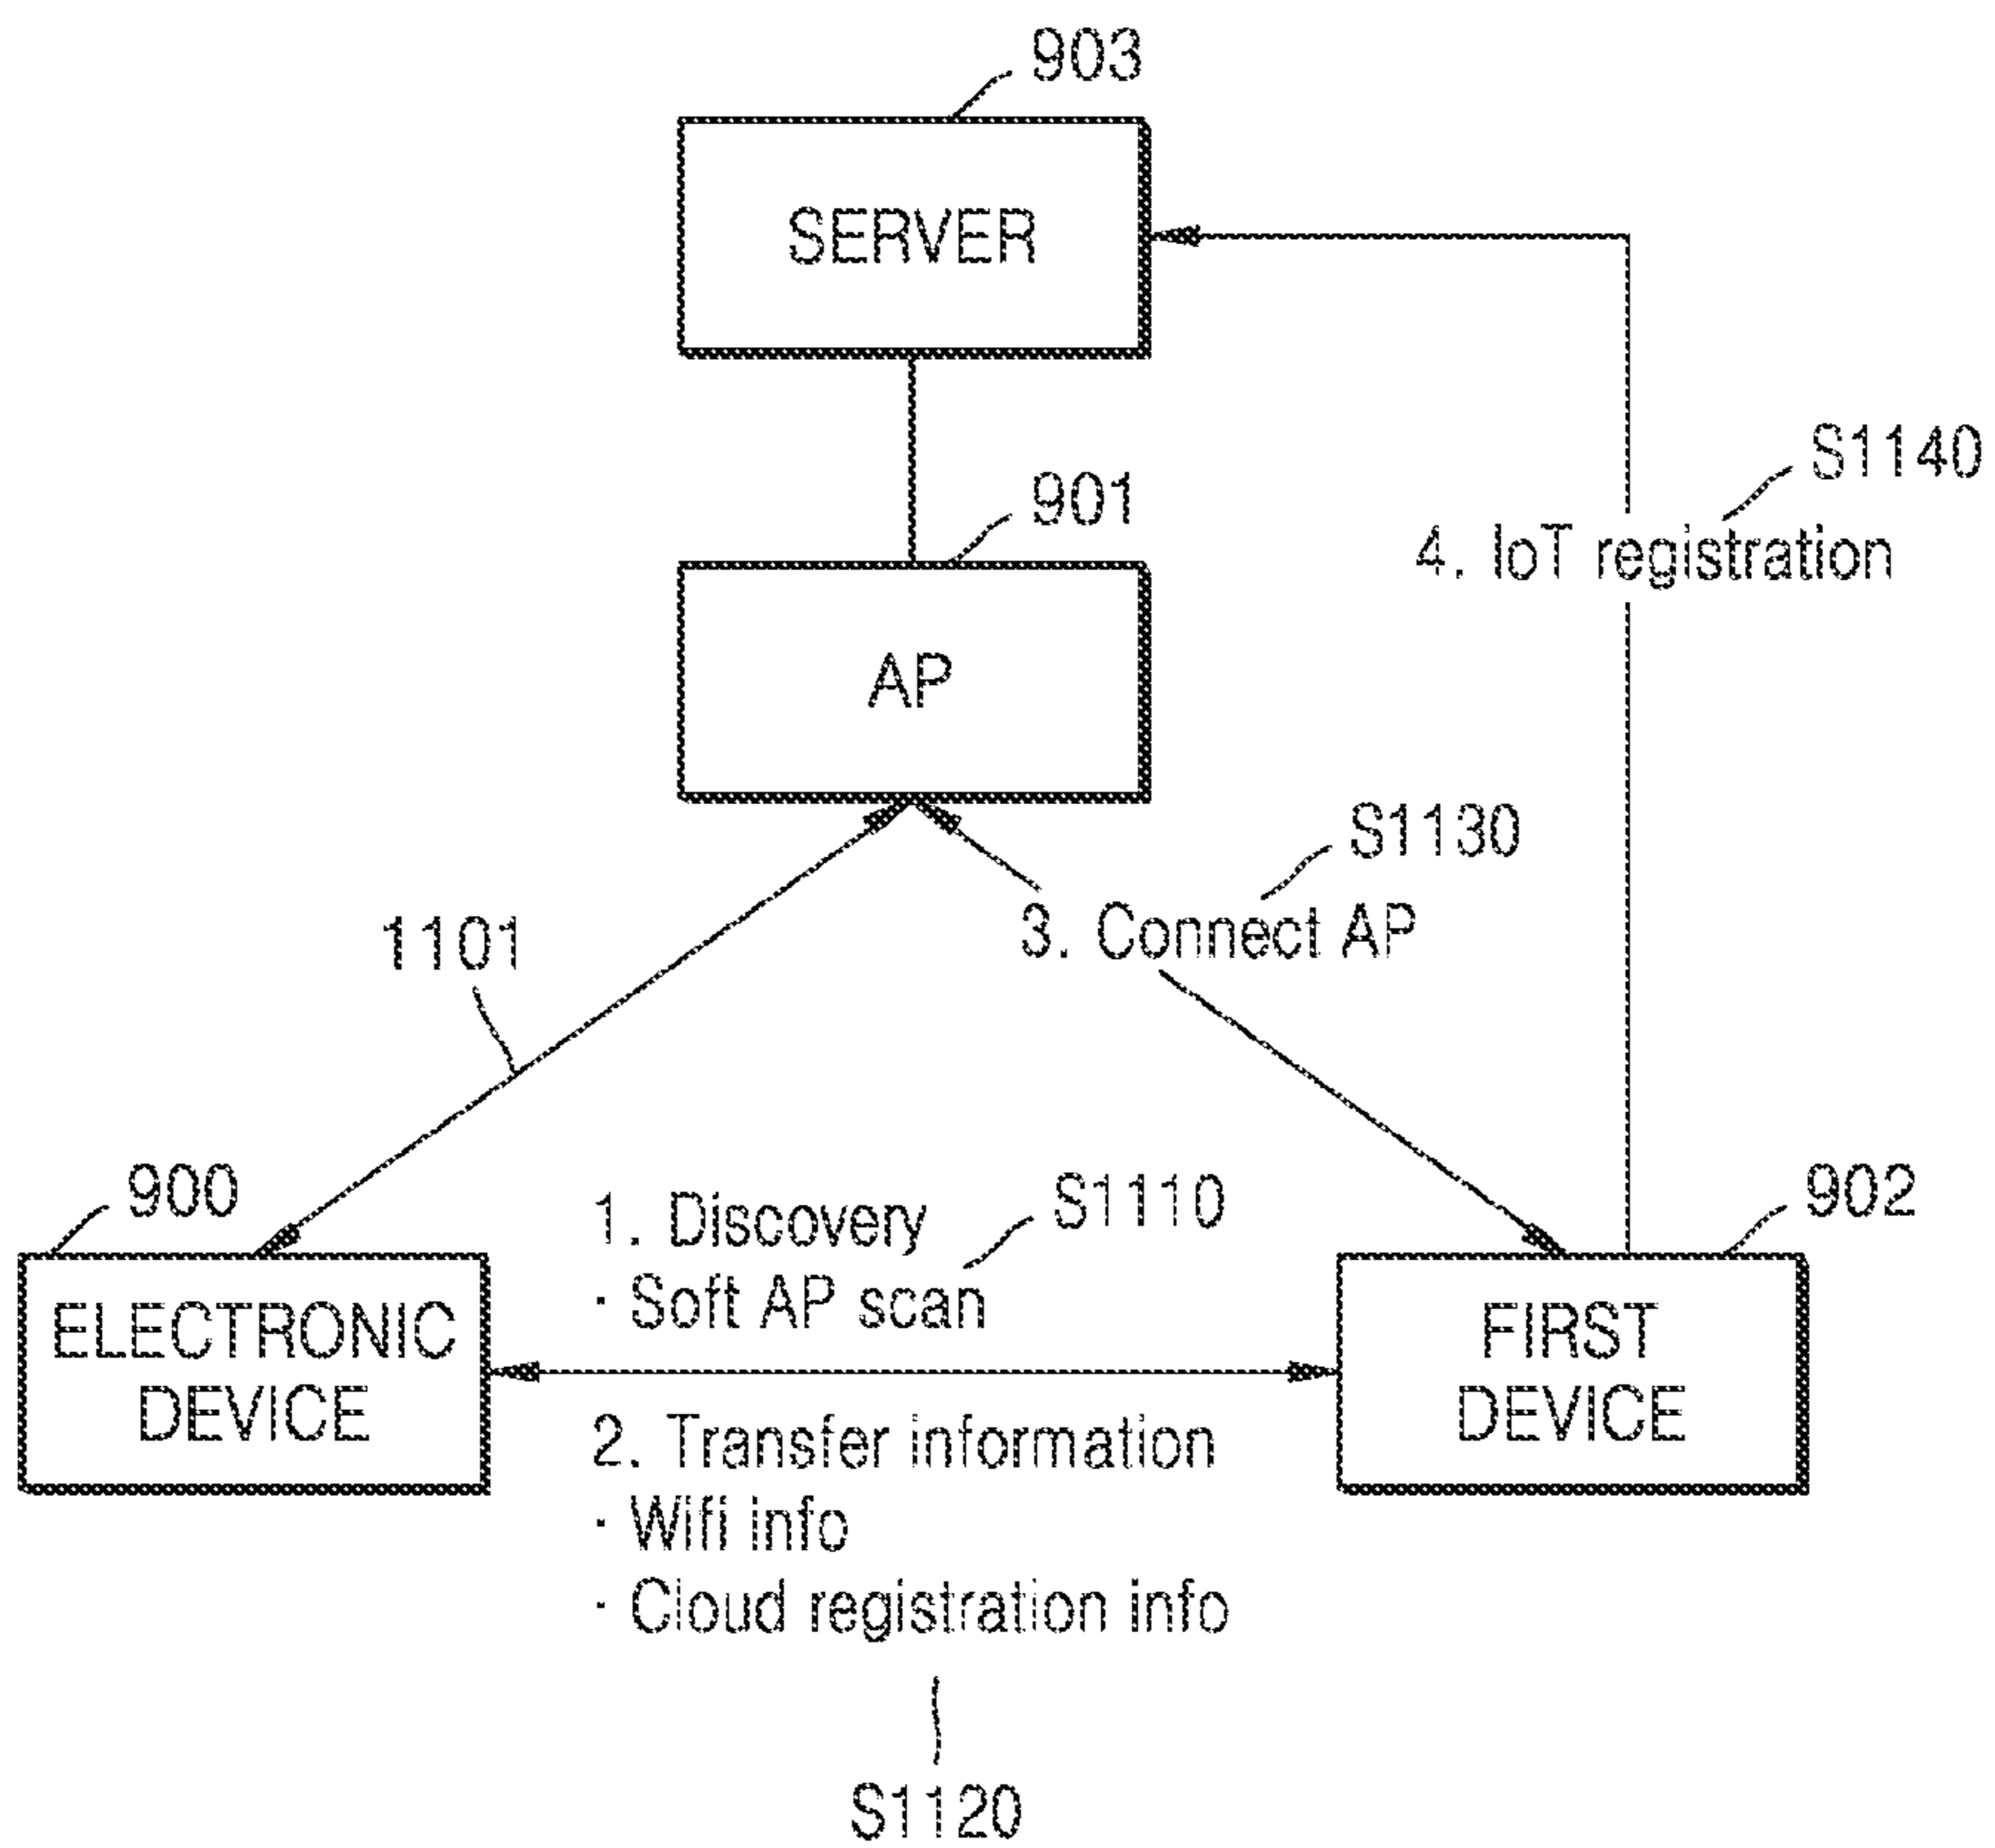 903
SERVER
S1140
901
4. IoT registration
AP
S1130
3. Connect AP
1101
900
902
1. Discovery
S1110
· Soft AP scan
ELECTRONIC
DEVICE
FIRST
DEVICE
2. Transfer information
· Wifi info
· Cloud registration info
S1120